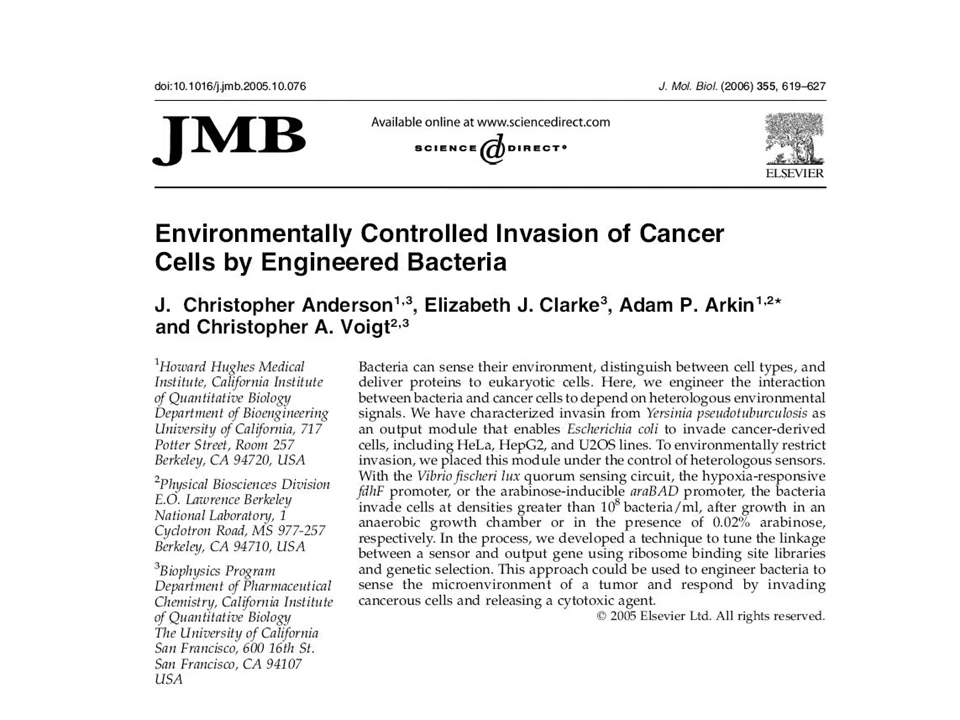 doi:10.1016/j.jmb.2005.10.076
J. Mol. Biol. (2006) 355, 619–627
JMB
Available online at www.sciencedirect.com
SCIENCE @ DIRECT•
ELSEVIER
Environmentally Controlled Invasion of Cancer
Cells by Engineered Bacteria
J. Christopher Anderson1,3, Elizabeth J. Clarke3, Adam P. Arkin1,2*
and Christopher A. Voigt2,3
1Howard Hughes Medical
Institute, California Institute
of Quantitative Biology
Department of Bioengineering
University of California, 717
Potter Street, Room 257
Berkeley, CA 94720, USA
2Physical Biosciences Division
E.O. Lawrence Berkeley
National Laboratory, 1
Cyclotron Road, MS 977-257
Berkeley, CA 94710, USA
3Biophysics Program
Department of Pharmaceutical
Chemistry, California Institute
of Quantitative Biology
The University of California
San Francisco, 600 16th St.
San Francisco, CA 94107
USA
Bacteria can sense their environment, distinguish between cell types, and
deliver proteins to eukaryotic cells. Here, we engineer the interaction
between bacteria and cancer cells to depend on heterologous environmental
signals. We have characterized invasin from Yersinia pseudotuburculosis as
an output module that enables Escherichia coli to invade cancer-derived
cells, including HeLa, HepG2, and U2OS lines. To environmentally restrict
invasion, we placed this module under the control of heterologous sensors.
With the Vibrio fischeri lux quorum sensing circuit, the hypoxia-responsive
fdhF promoter, or the arabinose-inducible araBAD promoter, the bacteria
invade cells at densities greater than 10^8 bacteria/ml, after growth in an
anaerobic growth chamber or in the presence of 0.02% arabinose,
respectively. In the process, we developed a technique to tune the linkage
between a sensor and output gene using ribosome binding site libraries
and genetic selection. This approach could be used to engineer bacteria to
sense the microenvironment of a tumor and respond by invading
cancerous cells and releasing a cytotoxic agent.
© 2005 Elsevier Ltd. All rights reserved.